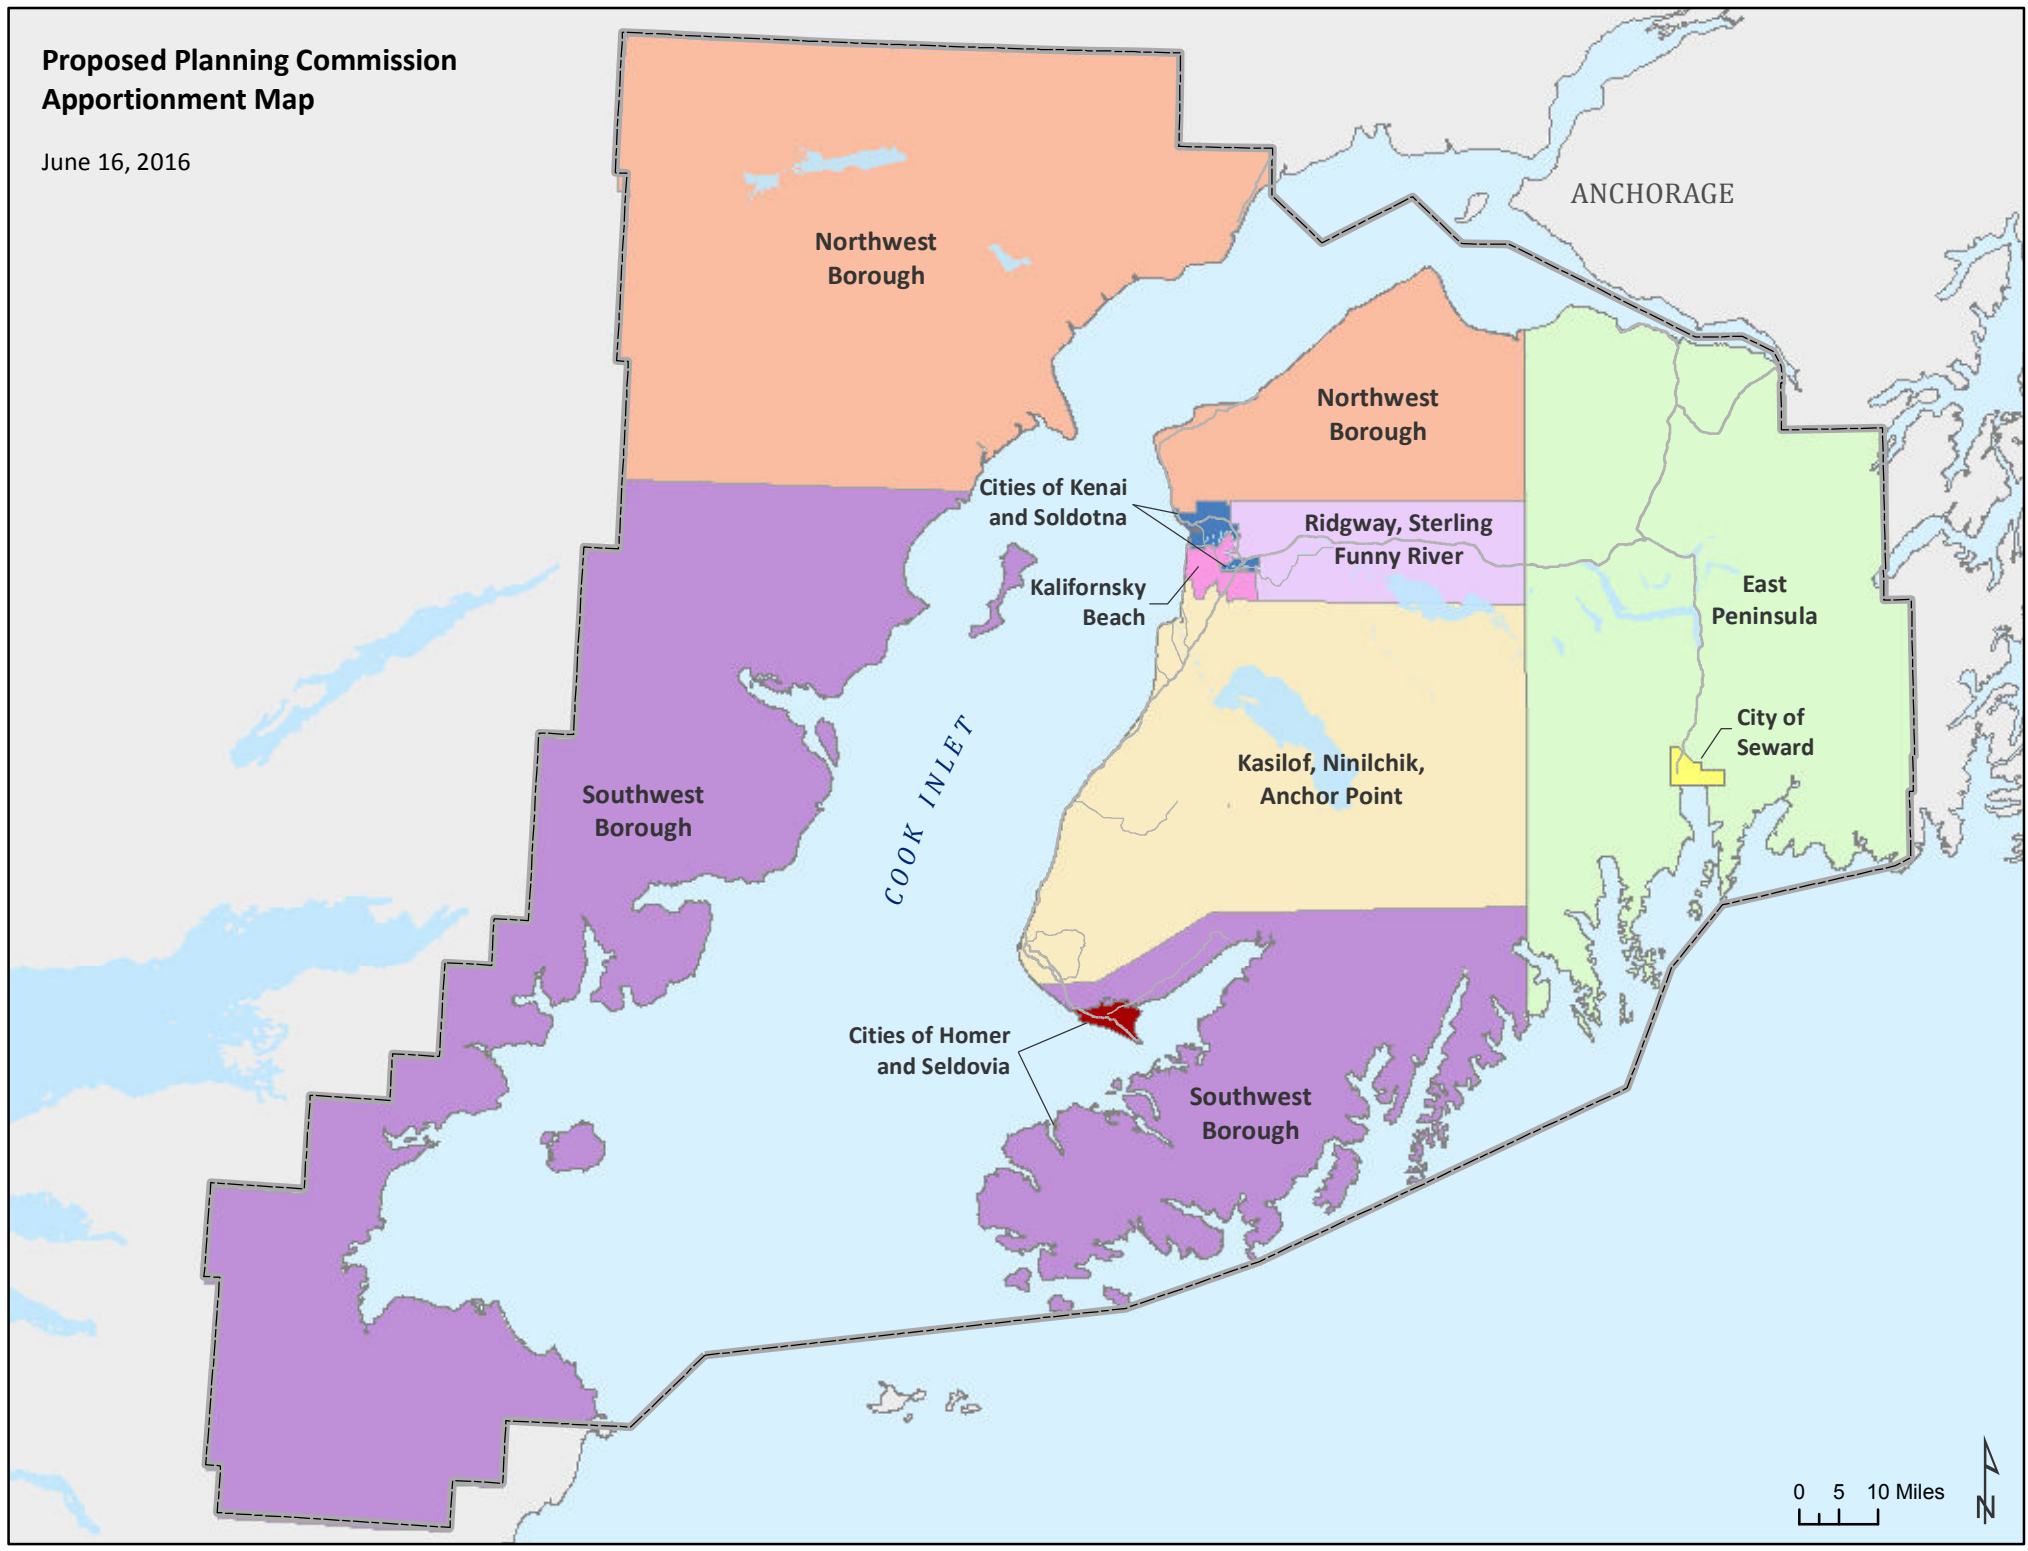 Proposed Planning Commission
Apportionment Map
June 16, 2016
ANCHORAGE
Northwest
Borough
Northwest
Borough
Cities of Kenai
and Soldotna
Ridgway, Sterling
Funny River
Kalifornsky
Beach
East
Peninsula
City of
Seward
COOK INLET
Kasilof, Ninilchik,
Anchor Point
Southwest
Borough
Cities of Homer
and Seldovia
Southwest
Borough
0 5 10 Miles
N